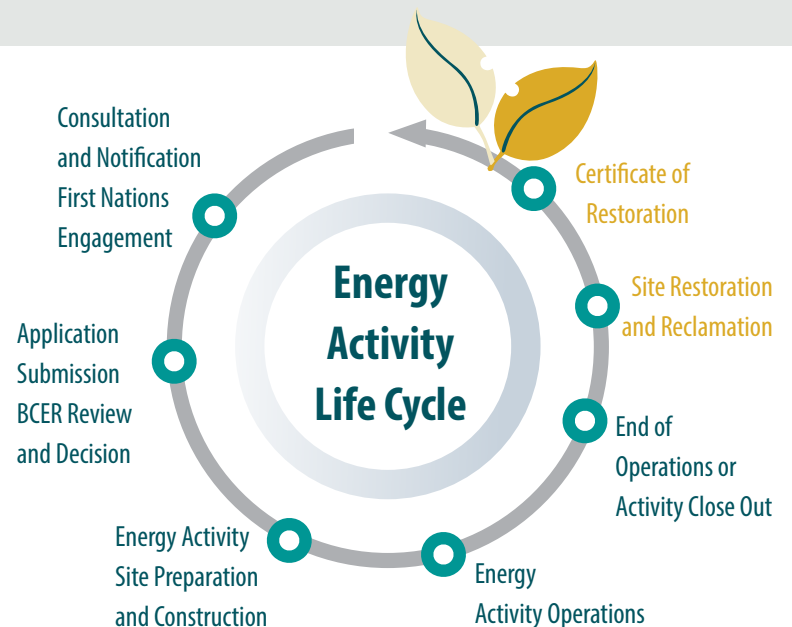 Energy
Activity
Life Cycle
Consultation
and Notification
First Nations
Engagement
Application
Submission
BCER Review
and Decision
Energy Activity
Site Preparation
and Construction
Energy
Activity Operations
End of
Operations or
Activity Close Out
Site Restoration
and Reclamation
Certificate of
Restoration